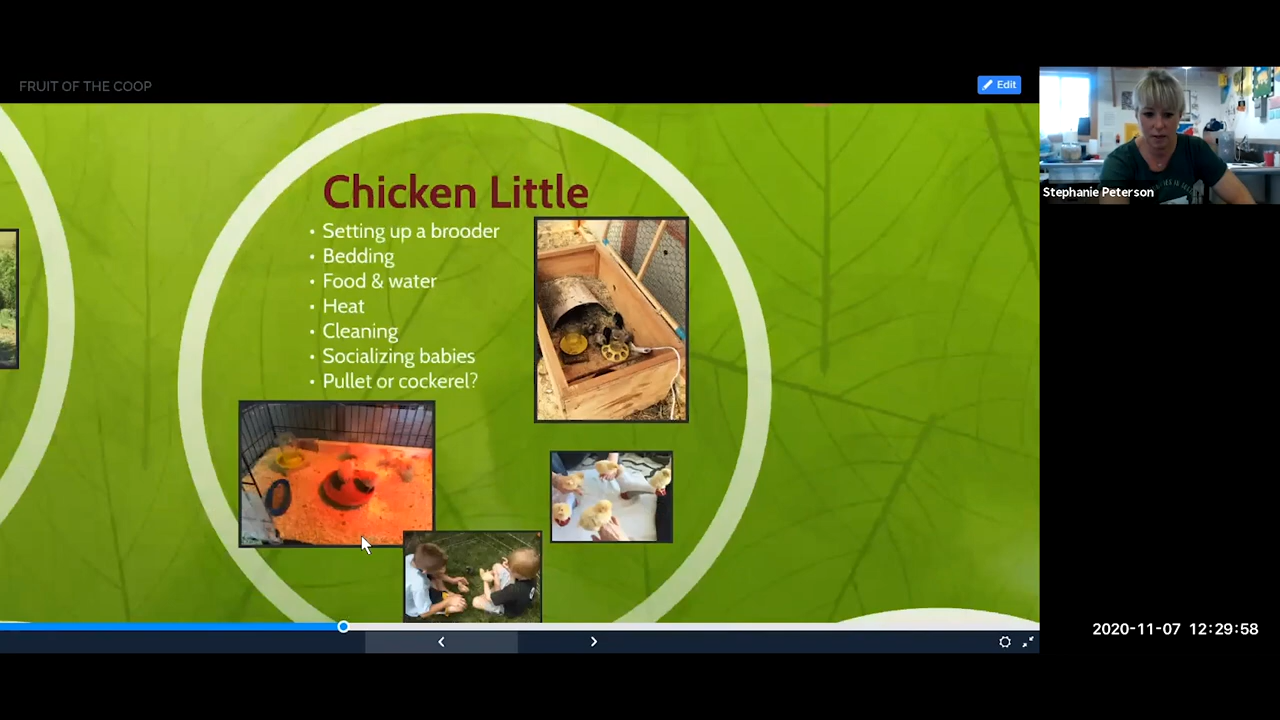 FRUIT OF THE COOP
Edit
Stephanie Peterson
Chicken Little
• Setting up a brooder
• Bedding
• Food & water
• Heat
• Cleaning
• Socializing babies
• Pullet or cockerel?
2020-11-07 12:29:58